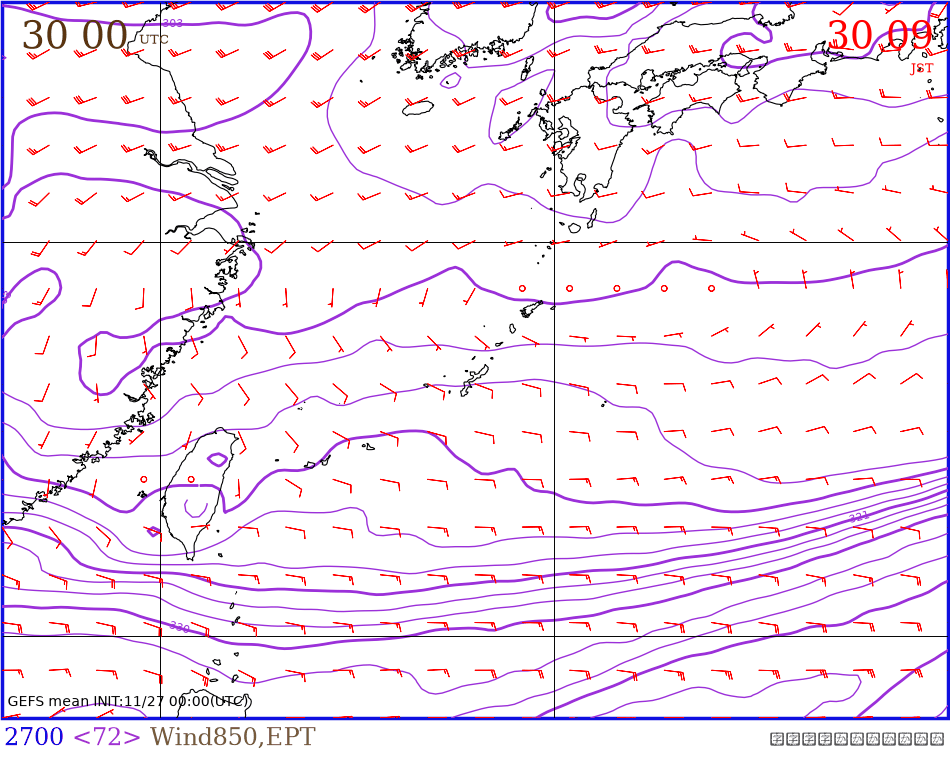 30 00 UTC
30 09
JST
303
321
330
GEFS mean INIT:11/27 00:00(UTC)
2700 <72> Wind850,EPT